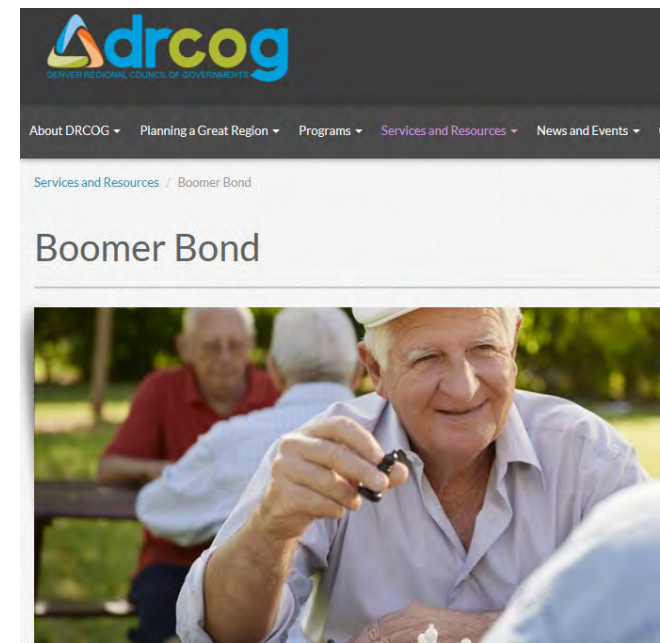 drcog
DENVER REGIONAL COUNCIL OF GOVERNMENTS
About DRCOG Planning a Great Region Programs Services and Resources News and Events
Services and Resources / Boomer Bond
Boomer Bond